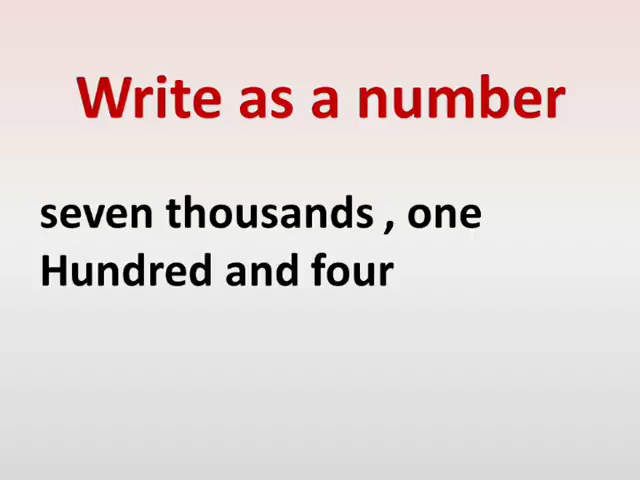 Write as a number
seven thousands , one
Hundred and four